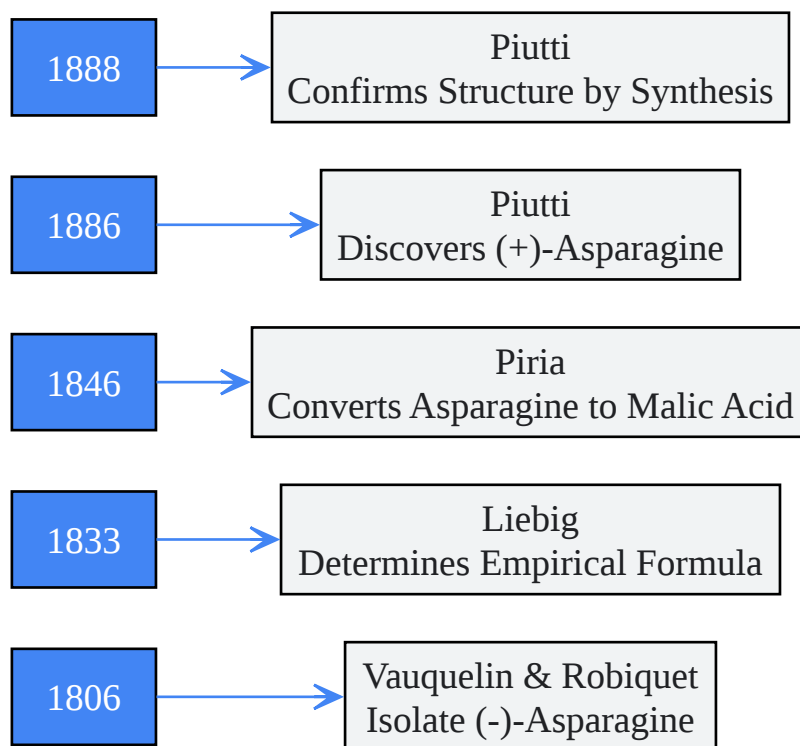 1888
Piutti
Confirms Structure by Synthesis
1886
Piutti
Discovers (+)-Asparagine
1846
Piria
Converts Asparagine to Malic Acid
1833
Liebig
Determines Empirical Formula
1806
Vauquelin & Robiquet
Isolate (-)-Asparagine